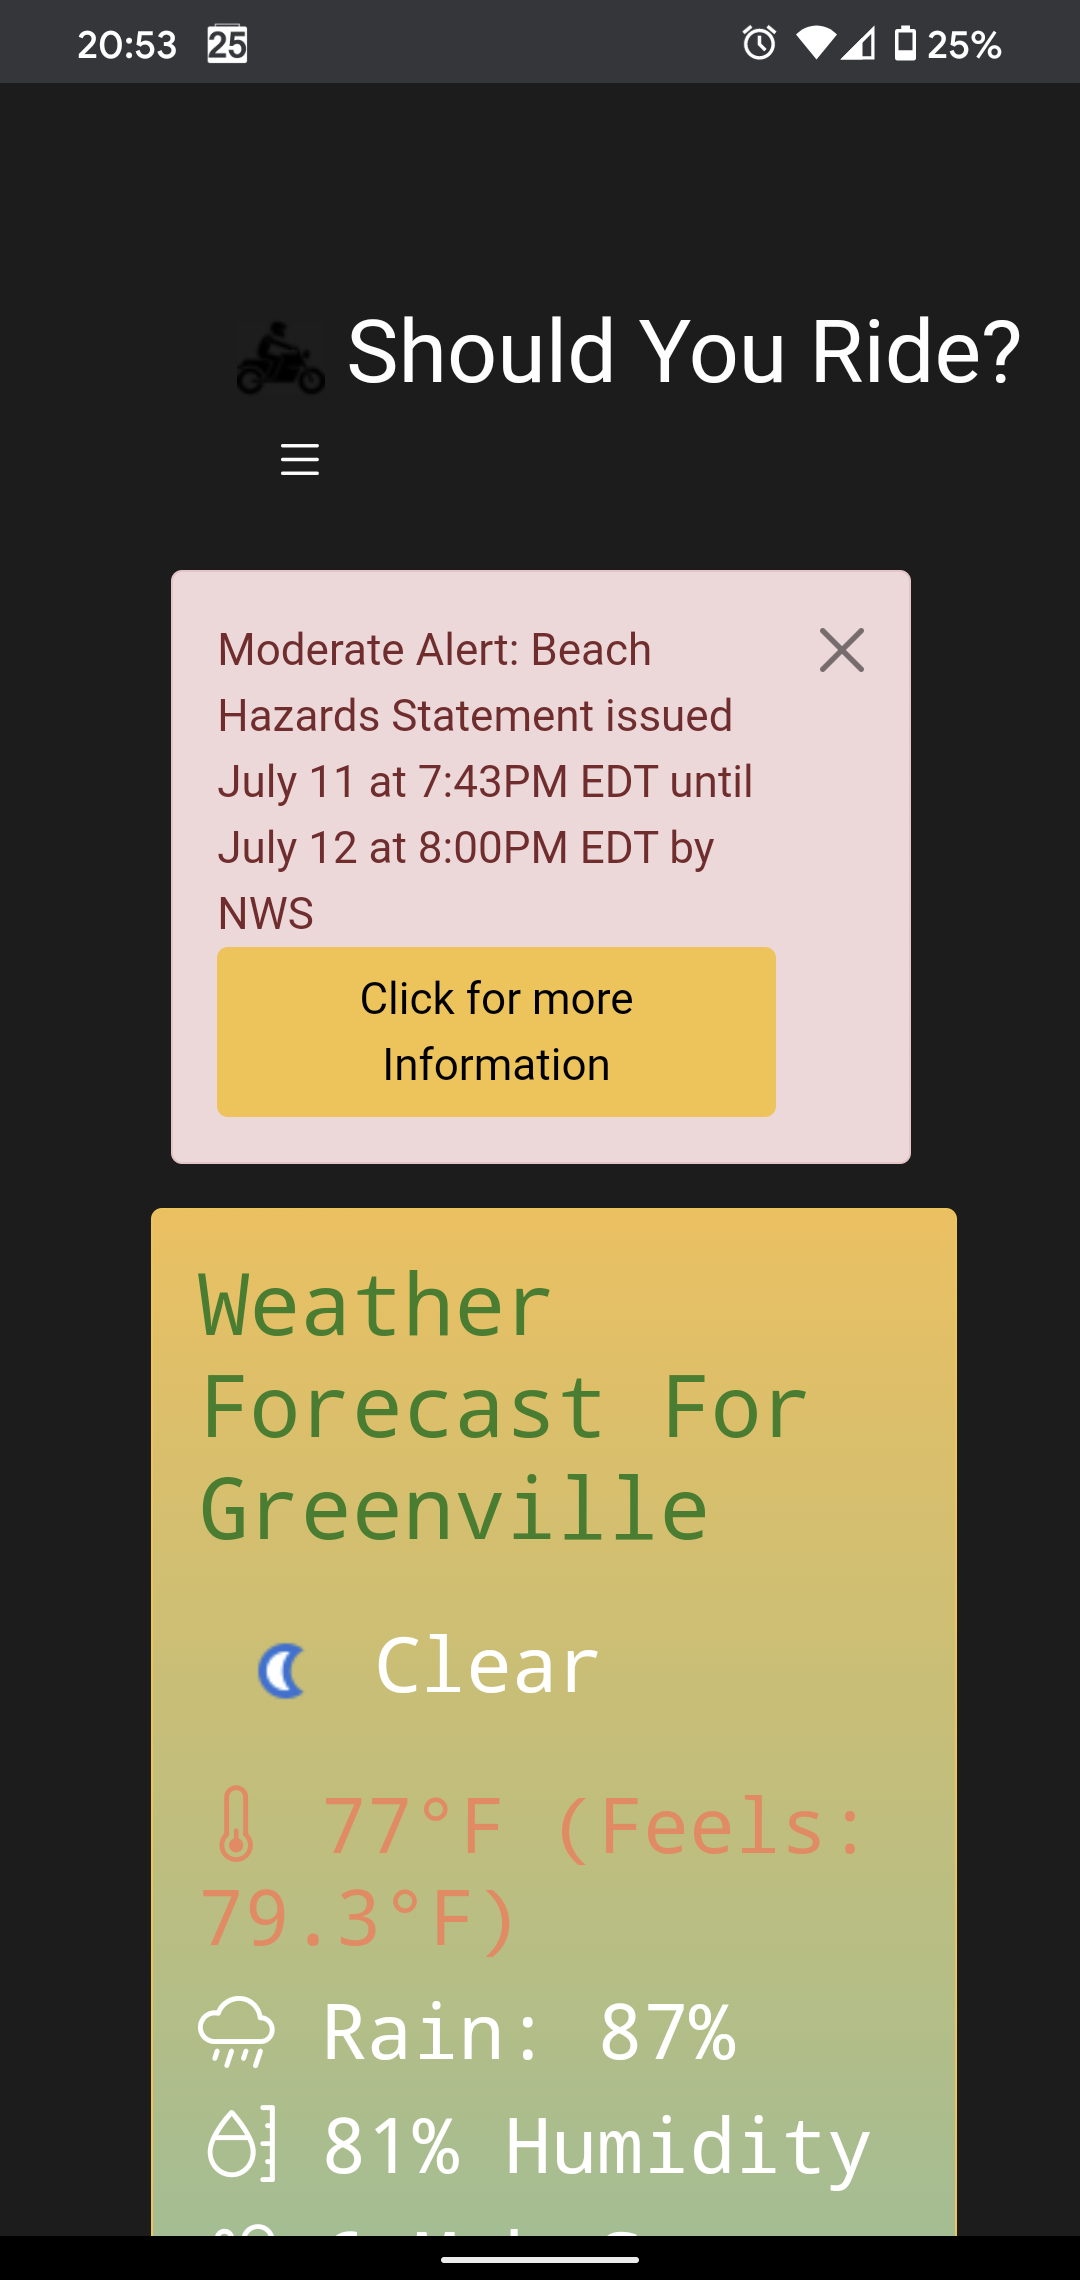 20:53 25 25%
Should You Ride?
Moderate Alert: Beach
Hazards Statement issued
July 11 at 7:43PM EDT until
July 12 at 8:00PM EDT by
NWS
Click for more
Information
Weather
Forecast For
Greenville
Clear
77°F (Feels:
79.3°F)
Rain: 87%
81% Humidity